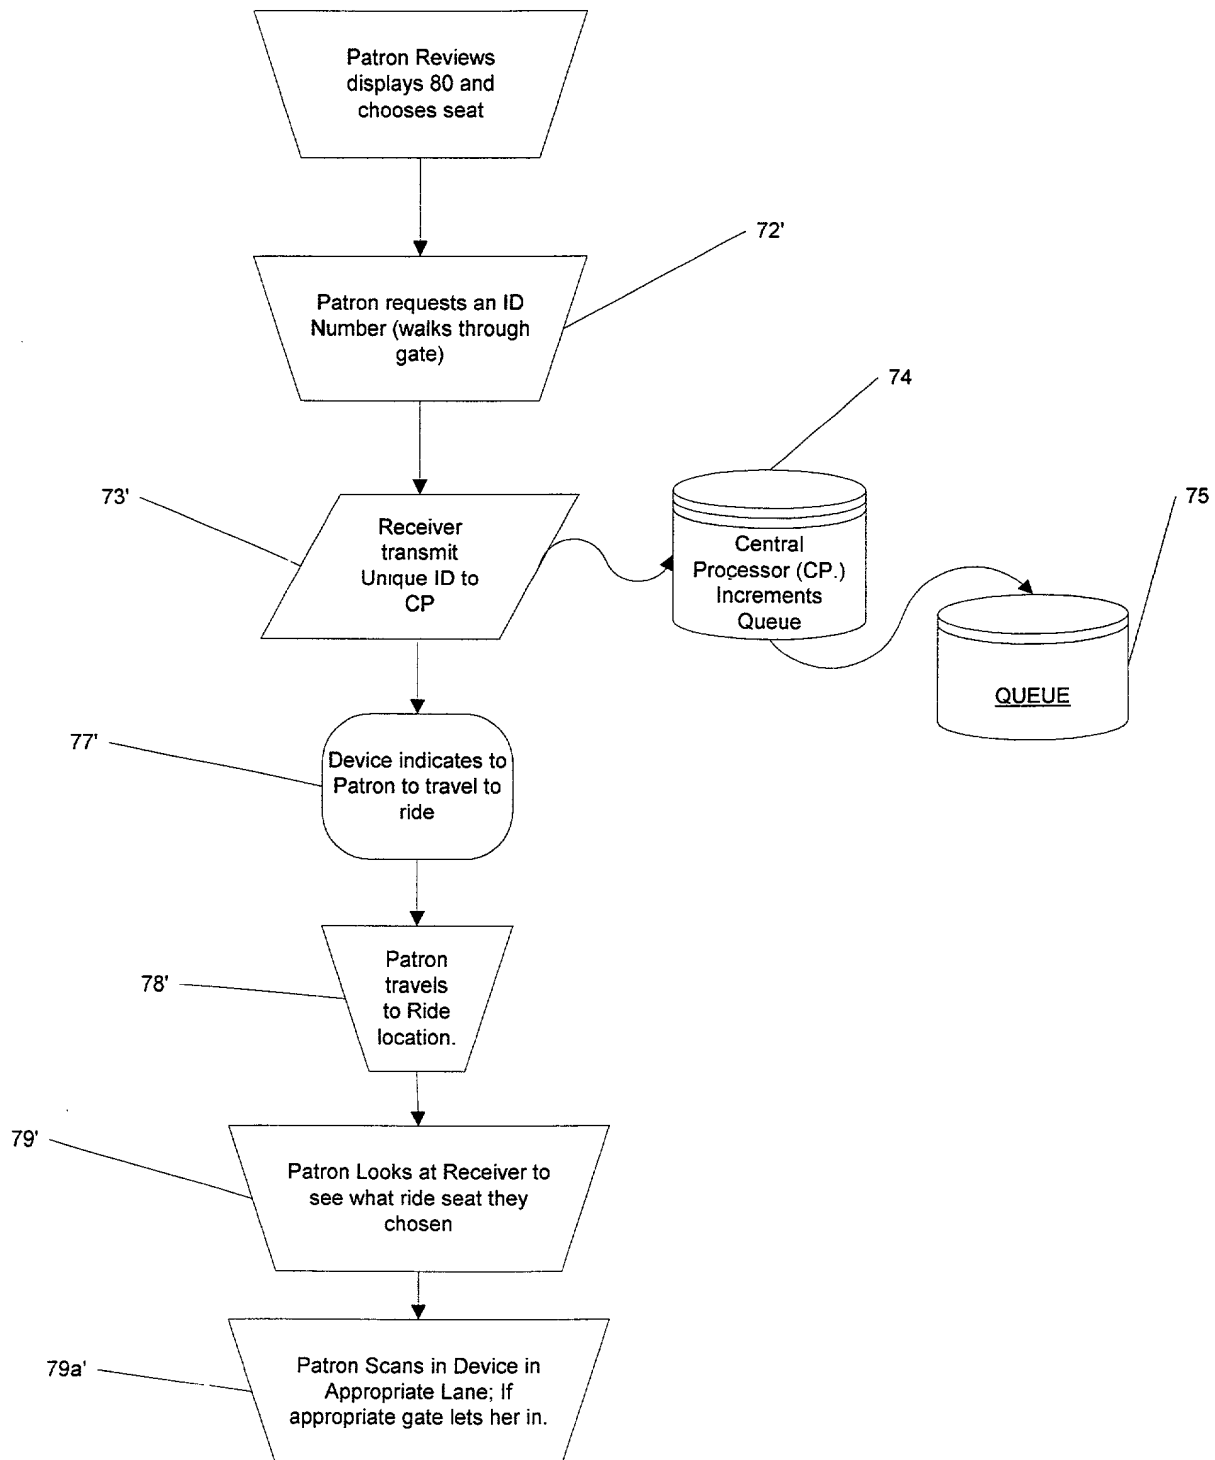 Patron Reviews
displays 80 and
chooses seat
72'
Patron requests an ID
Number (walks through
gate)
74
73'
Receiver
transmit
Unique ID to
CP
Central
Processor (CP.)
Increments
Queue
75
QUEUE
77'
Device indicates to
Patron to travel to
ride
78'
Patron
travels
to Ride
location.
79'
Patron Looks at Receiver to
see what ride seat they
chosen
79a'
Patron Scans in Device in
Appropriate Lane; If
appropriate gate lets her in.